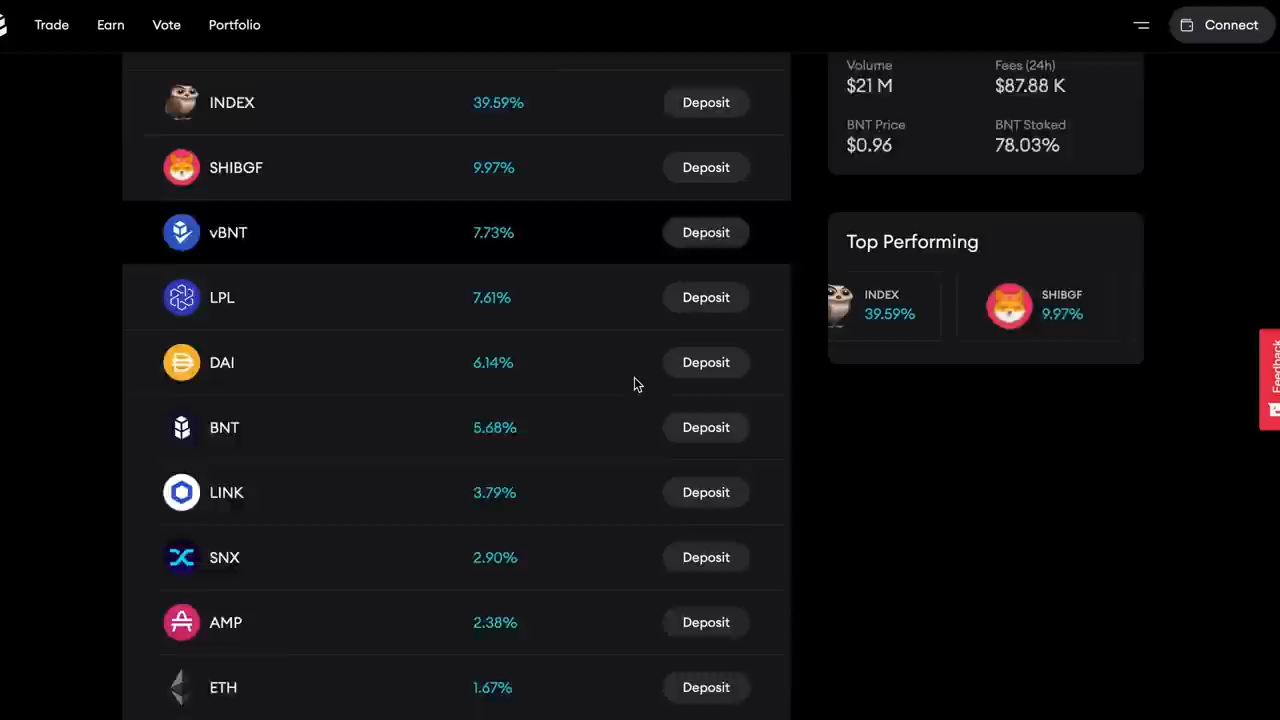 Trade Earn Vote Portfolio Connect
INDEX 39.59% Deposit
SHIBGF 9.97% Deposit
vBNT 7.73% Deposit
LPL 7.61% Deposit
DAI 6.14% Deposit
BNT 5.68% Deposit
LINK 3.79% Deposit
SNX 2.90% Deposit
AMP 2.38% Deposit
ETH 1.67% Deposit
Volume Fees (24h)
$21 M $87.88 K
BNT Price BNT Staked
$0.96 78.03%
Top Performing
INDEX SHIBGF
39.59% 9.97%
Feedback